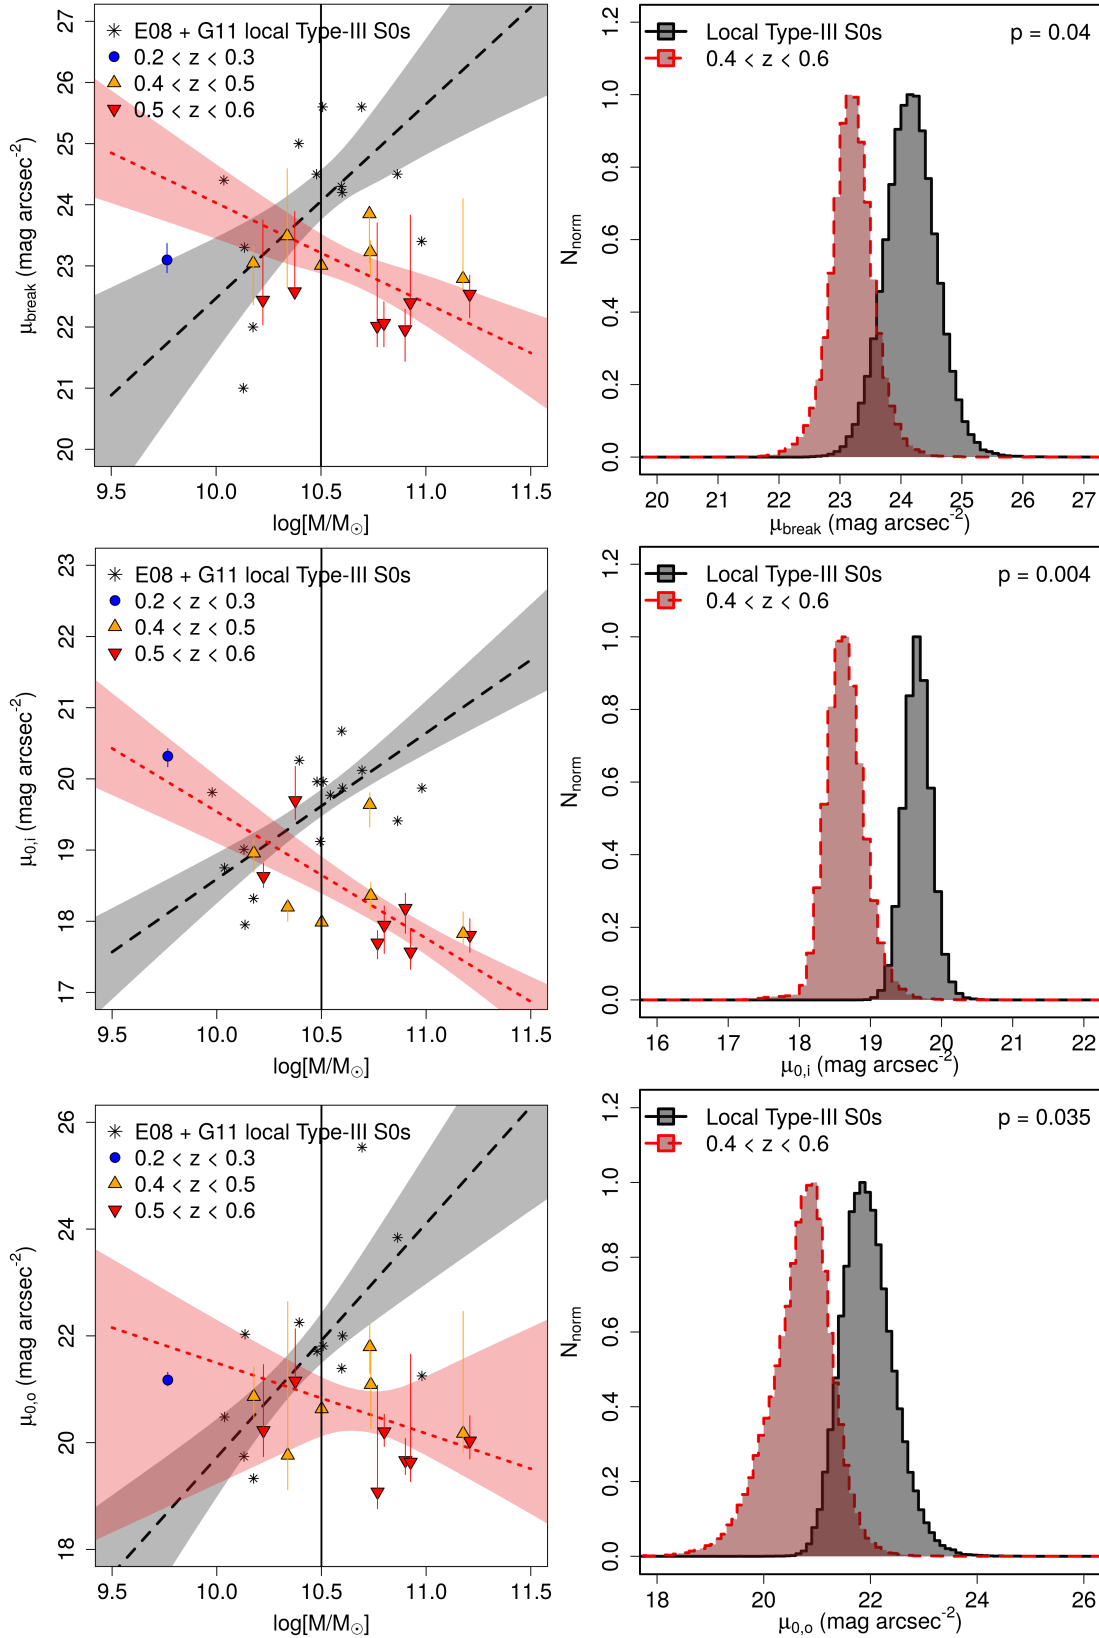 E08 + G11 local Type-III S0s
0.2 < z < 0.3
0.4 < z < 0.5
0.5 < z < 0.6
20 21 22 23 24 25 26 27
μbreak (mag arcsec⁻²)
9.5 10.0 10.5 11.0 11.5
log[M/M⊙]
Local Type-III S0s
0.4 < z < 0.6
p = 0.04
0.0 0.2 0.4 0.6 0.8 1.0 1.2
Nnorm
20 21 22 23 24 25 26 27
μbreak (mag arcsec⁻²)
E08 + G11 local Type-III S0s
0.2 < z < 0.3
0.4 < z < 0.5
0.5 < z < 0.6
17 18 19 20 21 22 23
μ0,i (mag arcsec⁻²)
9.5 10.0 10.5 11.0 11.5
log[M/M⊙]
Local Type-III S0s
0.4 < z < 0.6
p = 0.004
0.0 0.2 0.4 0.6 0.8 1.0 1.2
Nnorm
16 17 18 19 20 21 22
μ0,i (mag arcsec⁻²)
E08 + G11 local Type-III S0s
0.2 < z < 0.3
0.4 < z < 0.5
0.5 < z < 0.6
18 20 22 24 26
μ0,o (mag arcsec⁻²)
9.5 10.0 10.5 11.0 11.5
log[M/M⊙]
Local Type-III S0s
0.4 < z < 0.6
p = 0.035
0.0 0.2 0.4 0.6 0.8 1.0 1.2
Nnorm
18 20 22 24 26
μ0,o (mag arcsec⁻²)